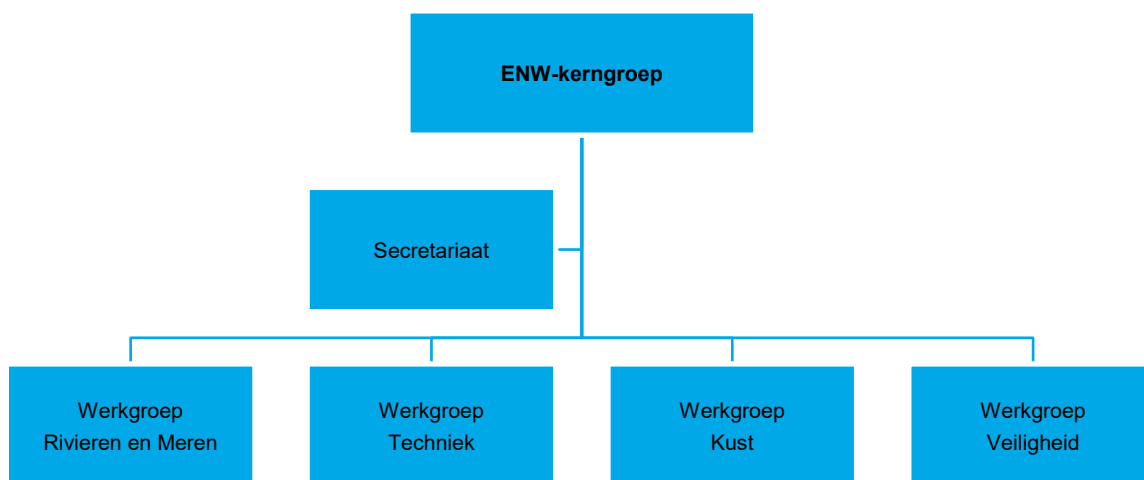 ENW-kerngroep
Secretariaat
Werkgroep
Rivieren en Meren
Werkgroep
Techniek
Werkgroep
Kust
Werkgroep
Veiligheid